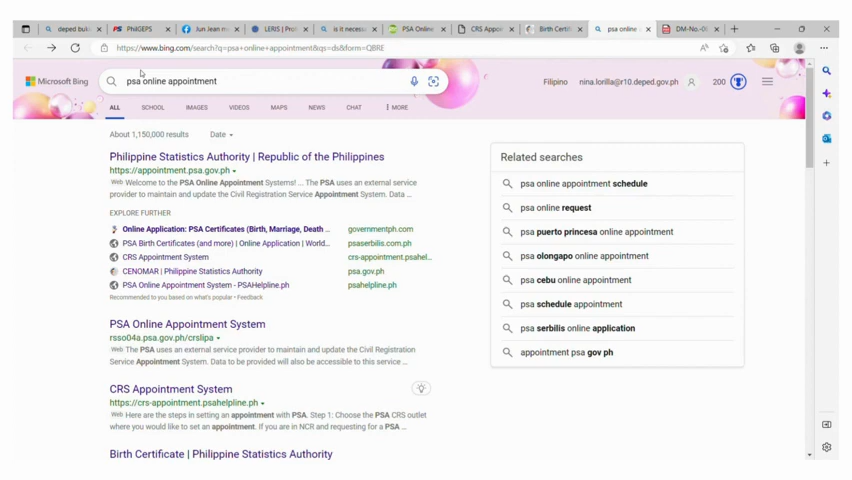 deped buk
PhilGEPS
Jun Jean m
LERIS | Pro
is it necess
PSA Online
CRS Appoin
Birth Certif
psa online
DM-No.-0
https://www.bing.com/search?q=psa+online+appointment&qs=ds&form=QBRE
Microsoft Bing
psa online appointment
Filipino
nina.lorilla@r10.deped.gov.ph
200
ALL
SCHOOL
IMAGES
VIDEOS
MAPS
NEWS
CHAT
MORE
About 1,150,000 results
Date
Philippine Statistics Authority | Republic of the Philippines
https://appointment.psa.gov.ph
Web Welcome to the PSA Online Appointment Systems! ... The PSA uses an external service
provider to maintain and update the Civil Registration Service Appointment System. Data ...
EXPLORE FURTHER
Online Application: PSA Certificates (Birth, Marriage, Death ... governmentph.com
PSA Birth Certificates (and more) | Online Application | World... psaserbilis.com.ph
CRS Appointment System crs-appointment.psahel...
CENOMAR | Philippine Statistics Authority psa.gov.ph
PSA Online Appointment System - PSAHelpline.ph psahelpline.ph
Recommended to you based on what's popular • Feedback
PSA Online Appointment System
rsso04a.psa.gov.ph/crslipa
Web The PSA uses an external service provider to maintain and update the Civil Registration
Service Appointment System. Data to be provided will also be accessible to this service ...
CRS Appointment System
https://crs-appointment.psahelpline.ph
Web Here are the steps in setting an appointment with PSA. Step 1: Choose the PSA CRS outlet
where you would like to set an appointment. If you are in NCR and requesting for a PSA ...
Birth Certificate | Philippine Statistics Authority
Related searches
psa online appointment schedule
psa online request
psa puerto princesa online appointment
psa olongapo online appointment
psa cebu online appointment
psa schedule appointment
psa serbilis online application
appointment psa gov ph